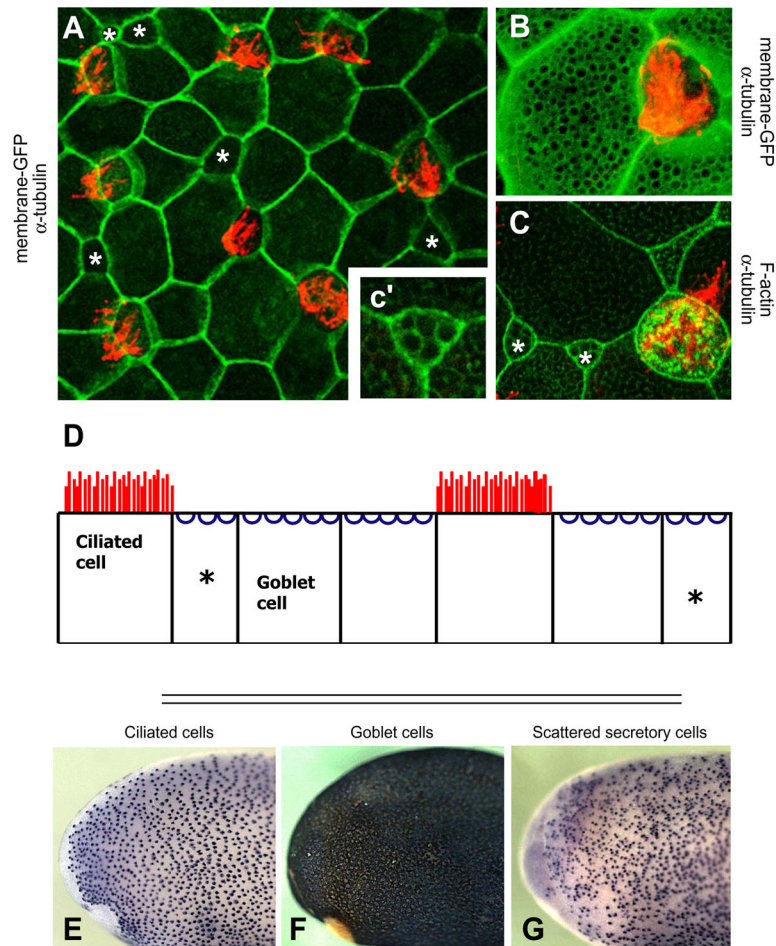 A
* *
*
*
*
membrane-GFP
α-tubulin
B
membrane-GFP
α-tubulin
c'
C
*
*
F-actin
α-tubulin
D
Ciliated
cell
*
Goblet
cell
*
Ciliated cells
Goblet cells
Scattered secretory cells
E
F
G